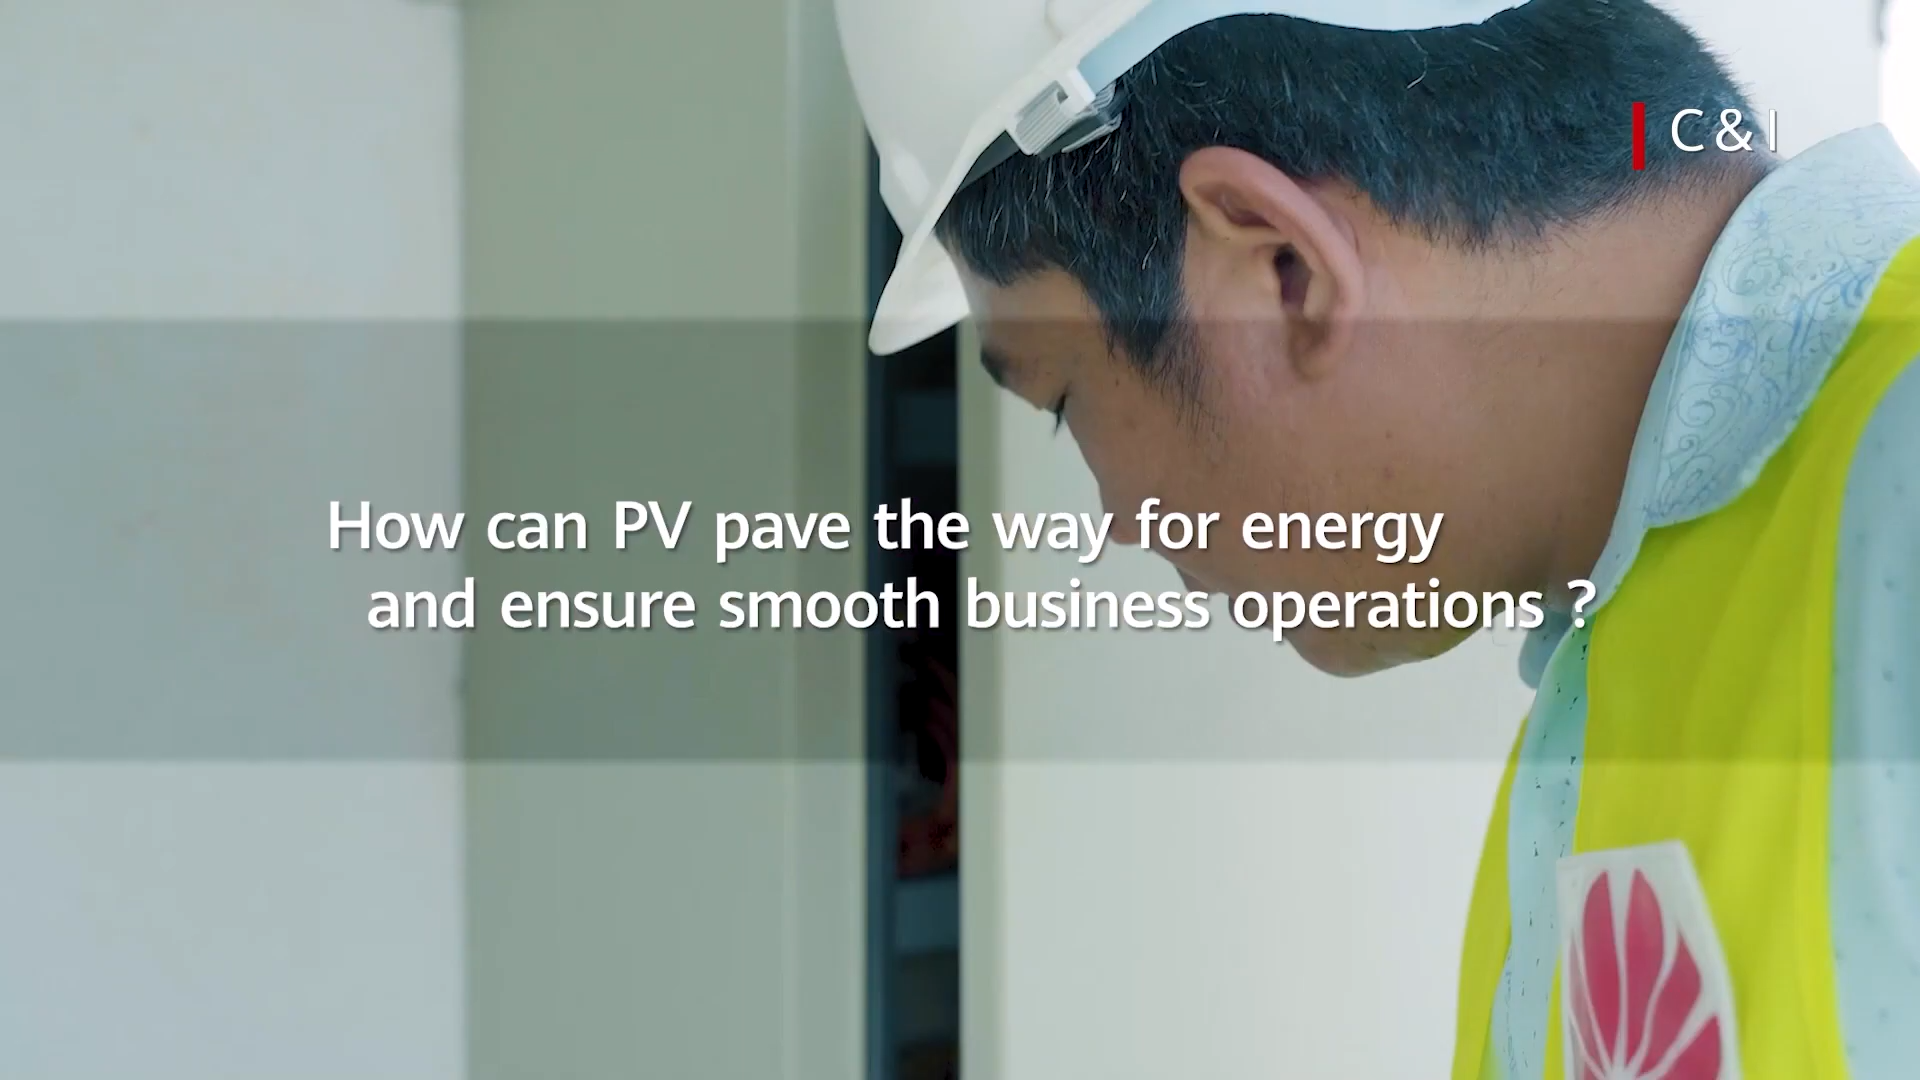 C&I
How can PV pave the way for energy
and ensure smooth business operations ?